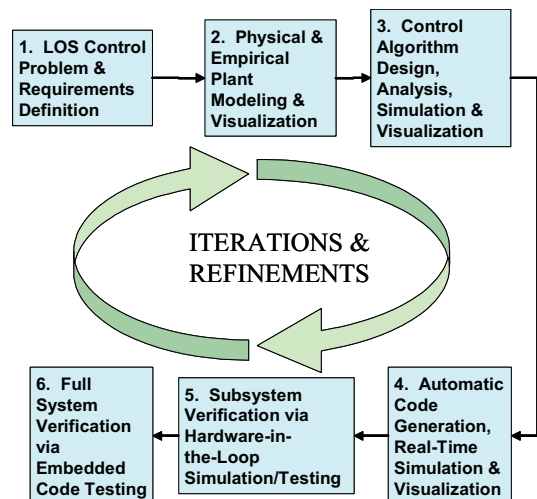 1. LOS Control
Problem &
Requirements
Definition
2. Physical &
Empirical
Plant
Modeling &
Visualization
3. Control
Algorithm
Design,
Analysis,
Simulation &
Visualization
ITERATIONS &
REFINEMENTS
4. Automatic
Code
Generation,
Real-Time
Simulation &
Visualization
5. Subsystem
Verification via
Hardware-in-
the-Loop
Simulation/Testing
6. Full
System
Verification
via
Embedded
Code Testing